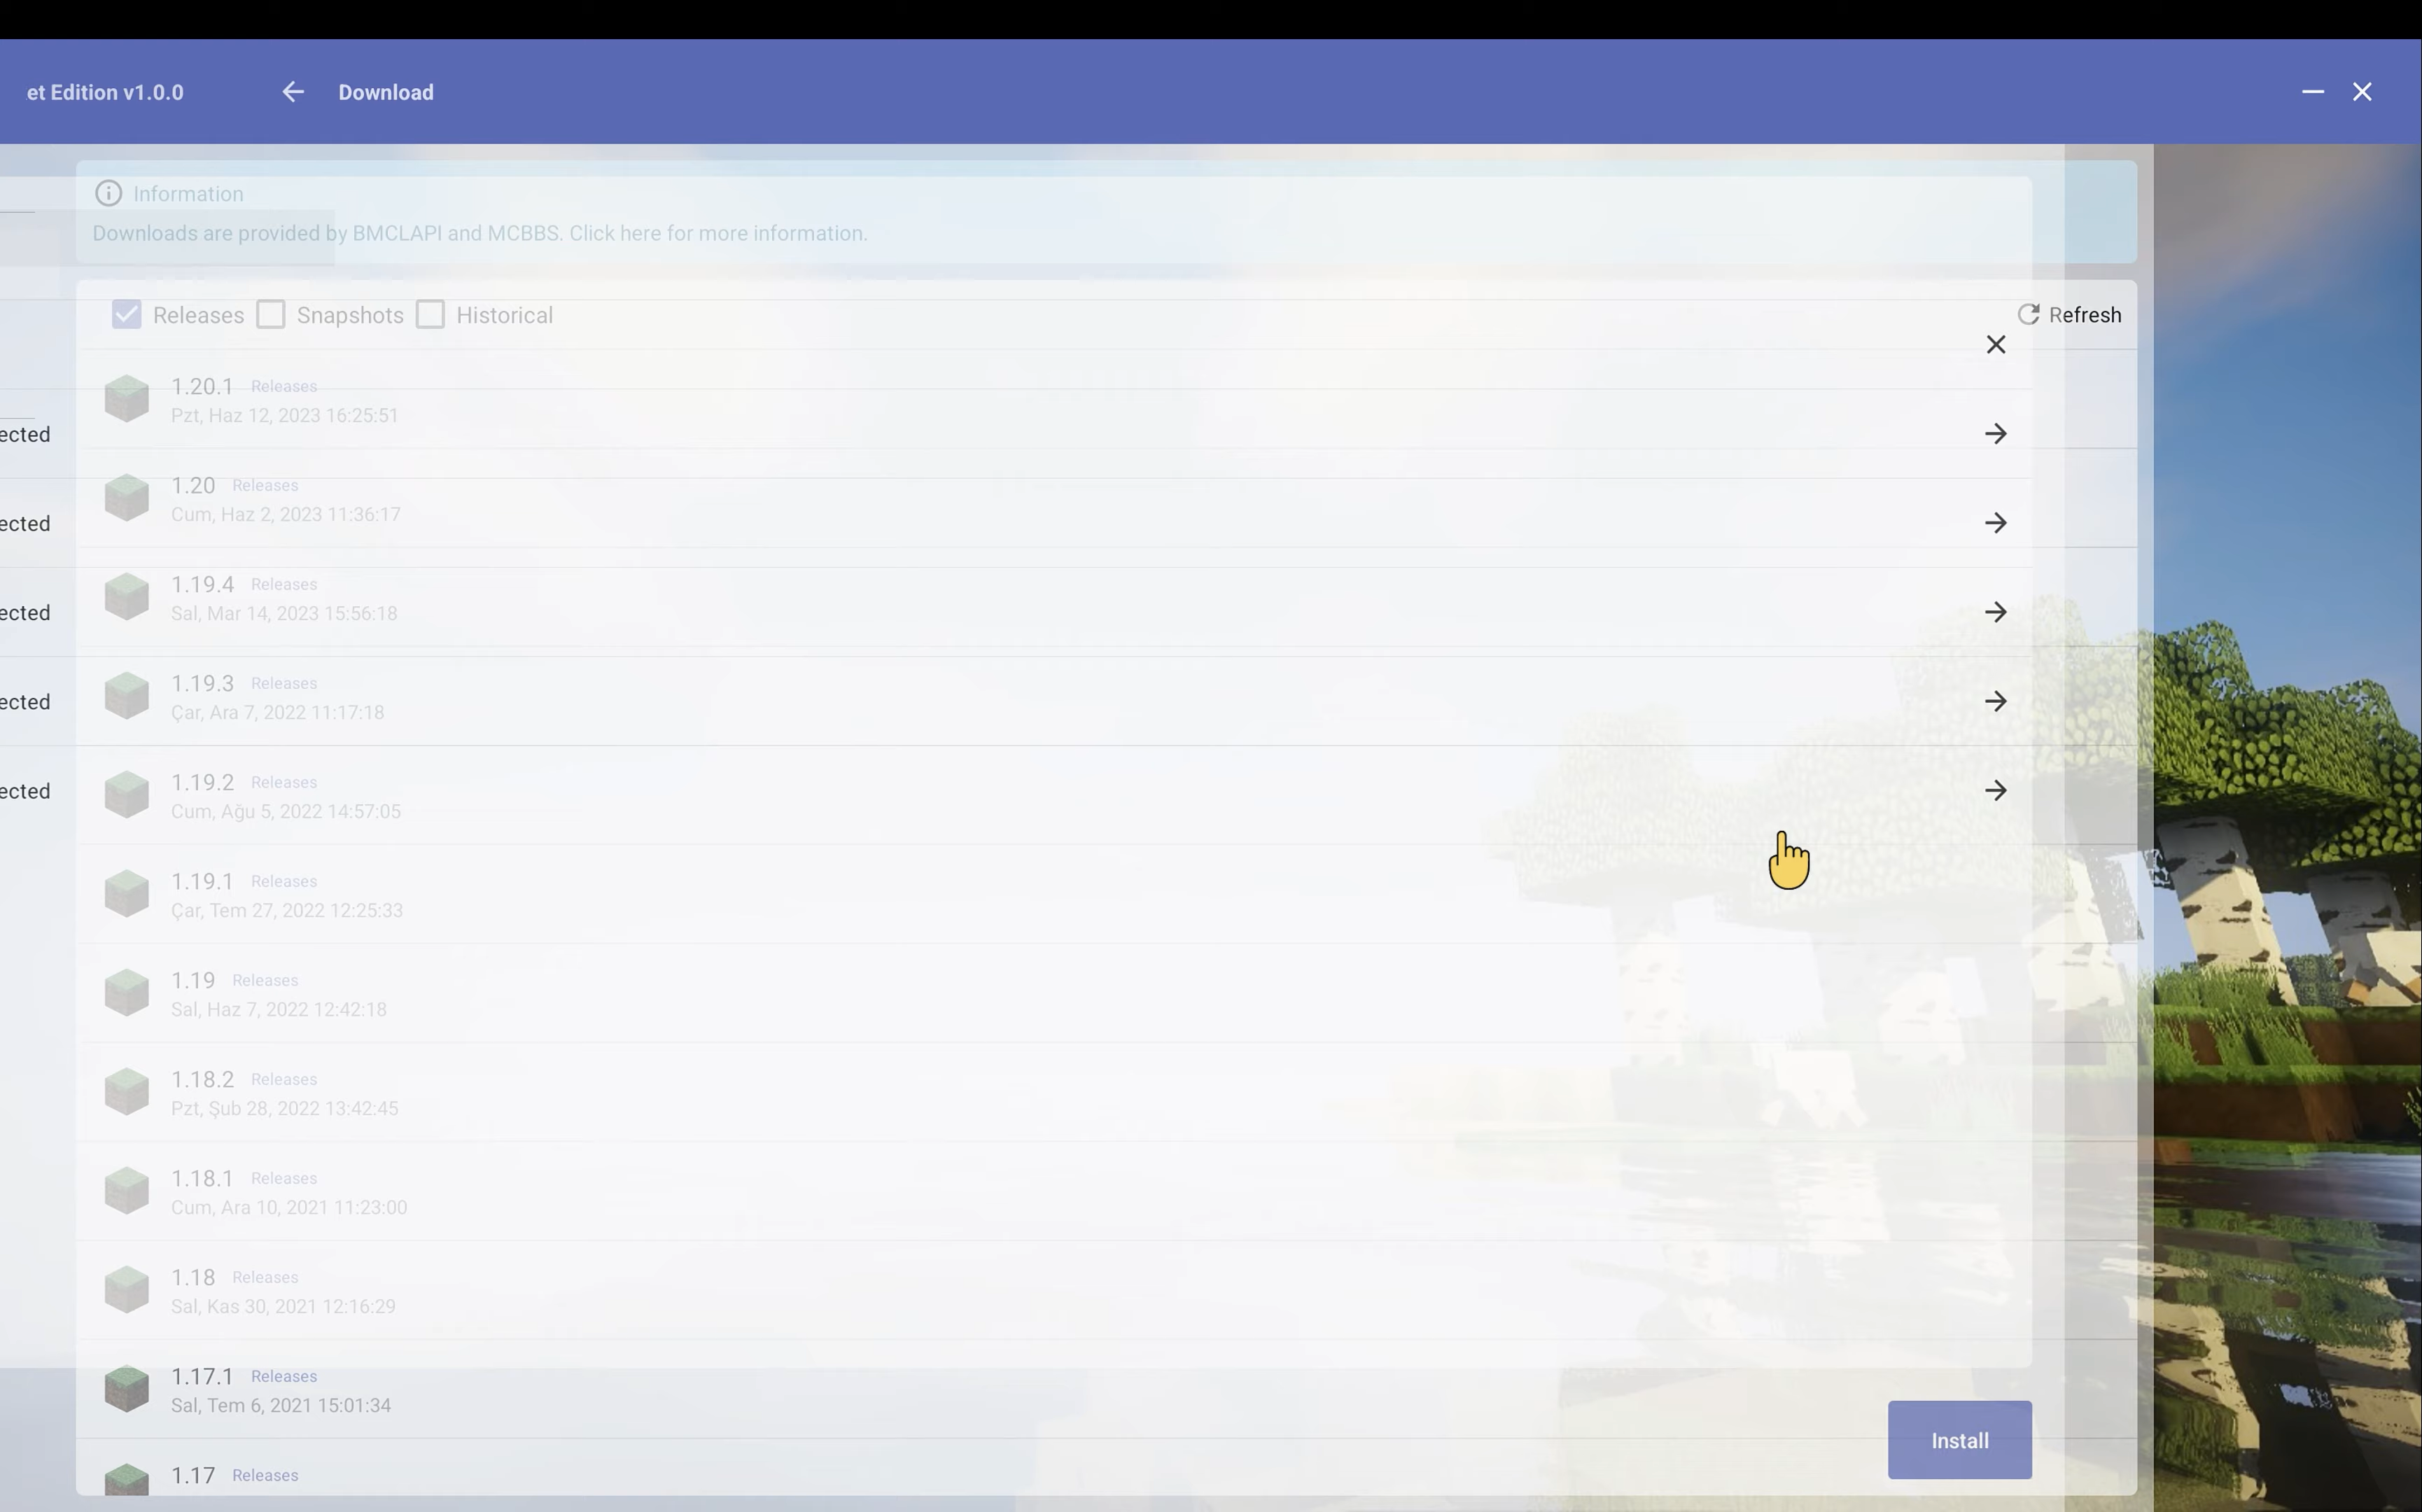 et Edition v1.0.0
Download
Information
Downloads are provided by BMCLAPI and MCBBS. Click here for more information.
Releases Snapshots Historical
Refresh
1.20.1 Releases
Pzt, Haz 12, 2023 16:25:51
ected
1.20 Releases
Cum, Haz 2, 2023 11:36:17
ected
1.19.4 Releases
Sal, Mar 14, 2023 15:56:18
ected
1.19.3 Releases
Çar, Ara 7, 2022 11:17:18
ected
1.19.2 Releases
Cum, Ağu 5, 2022 14:57:05
ected
1.19.1 Releases
Çar, Tem 27, 2022 12:25:33
1.19 Releases
Sal, Haz 7, 2022 12:42:18
1.18.2 Releases
Pzt, Şub 28, 2022 13:42:45
1.18.1 Releases
Cum, Ara 10, 2021 11:23:00
1.18 Releases
Sal, Kas 30, 2021 12:16:29
1.17.1 Releases
Sal, Tem 6, 2021 15:01:34
1.17 Releases
Install